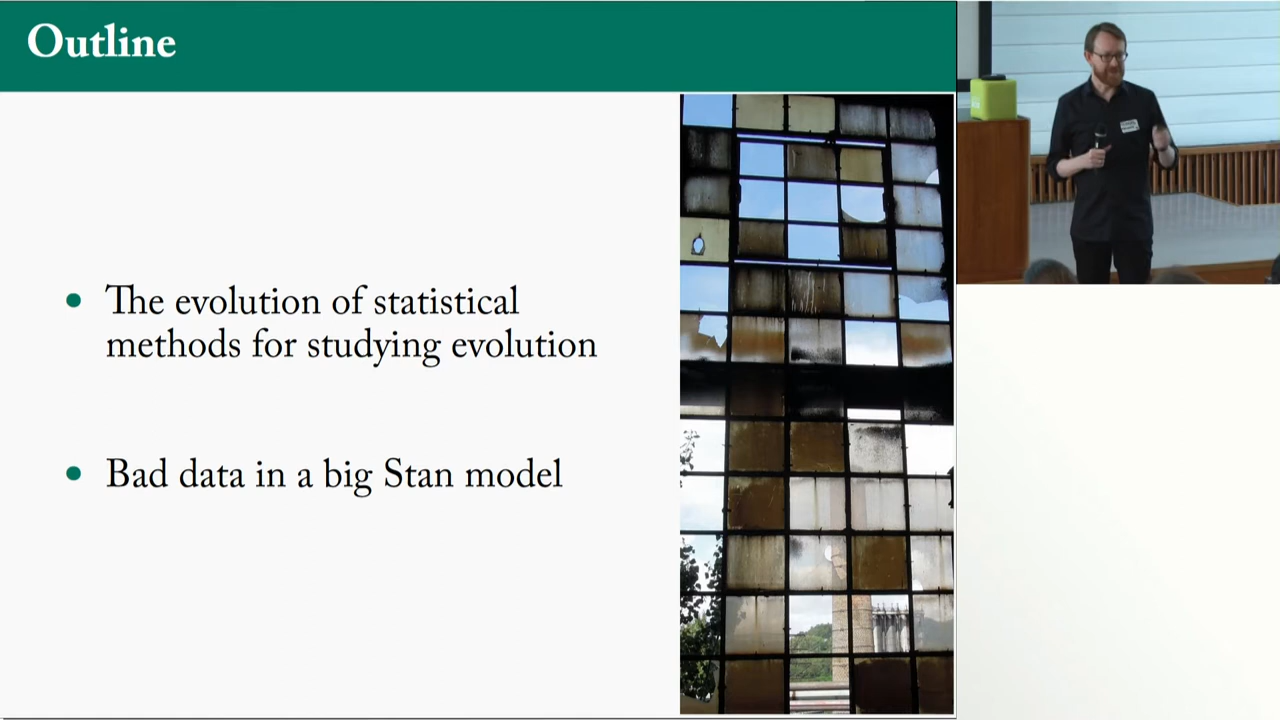 Outline
The evolution of statistical
methods for studying evolution
Bad data in a big Stan model